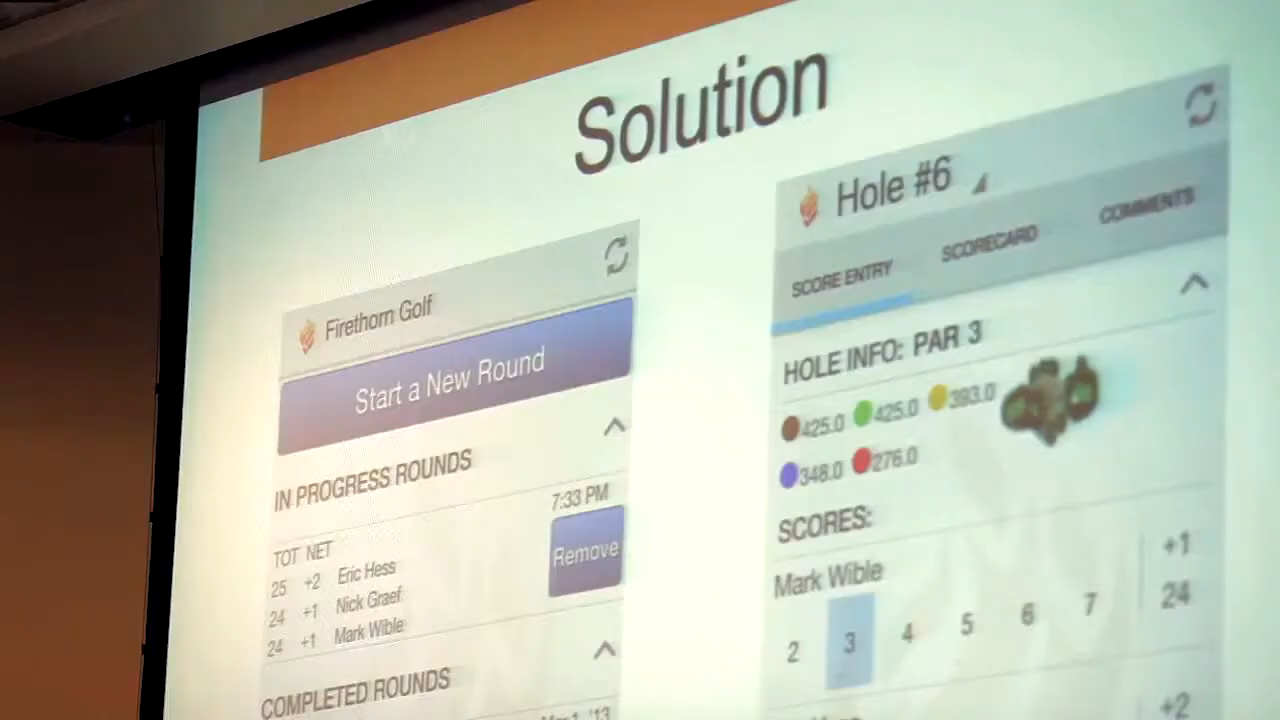 Solution
Firethorn Golf
Start a New Round
IN PROGRESS ROUNDS
7:33 PM
Remove
TOT NET
25 +2 Eric Hess
24 +1 Nick Graef
24 +1 Mark Wible
COMPLETED ROUNDS
'13
Hole #6
SCORE ENTRY SCORECARD COMMENTS
HOLE INFO: PAR 3
425.0 425.0 393.0
348.0 276.0
SCORES:
Mark Wible +1
2 3 4 5 6 7 24
+2